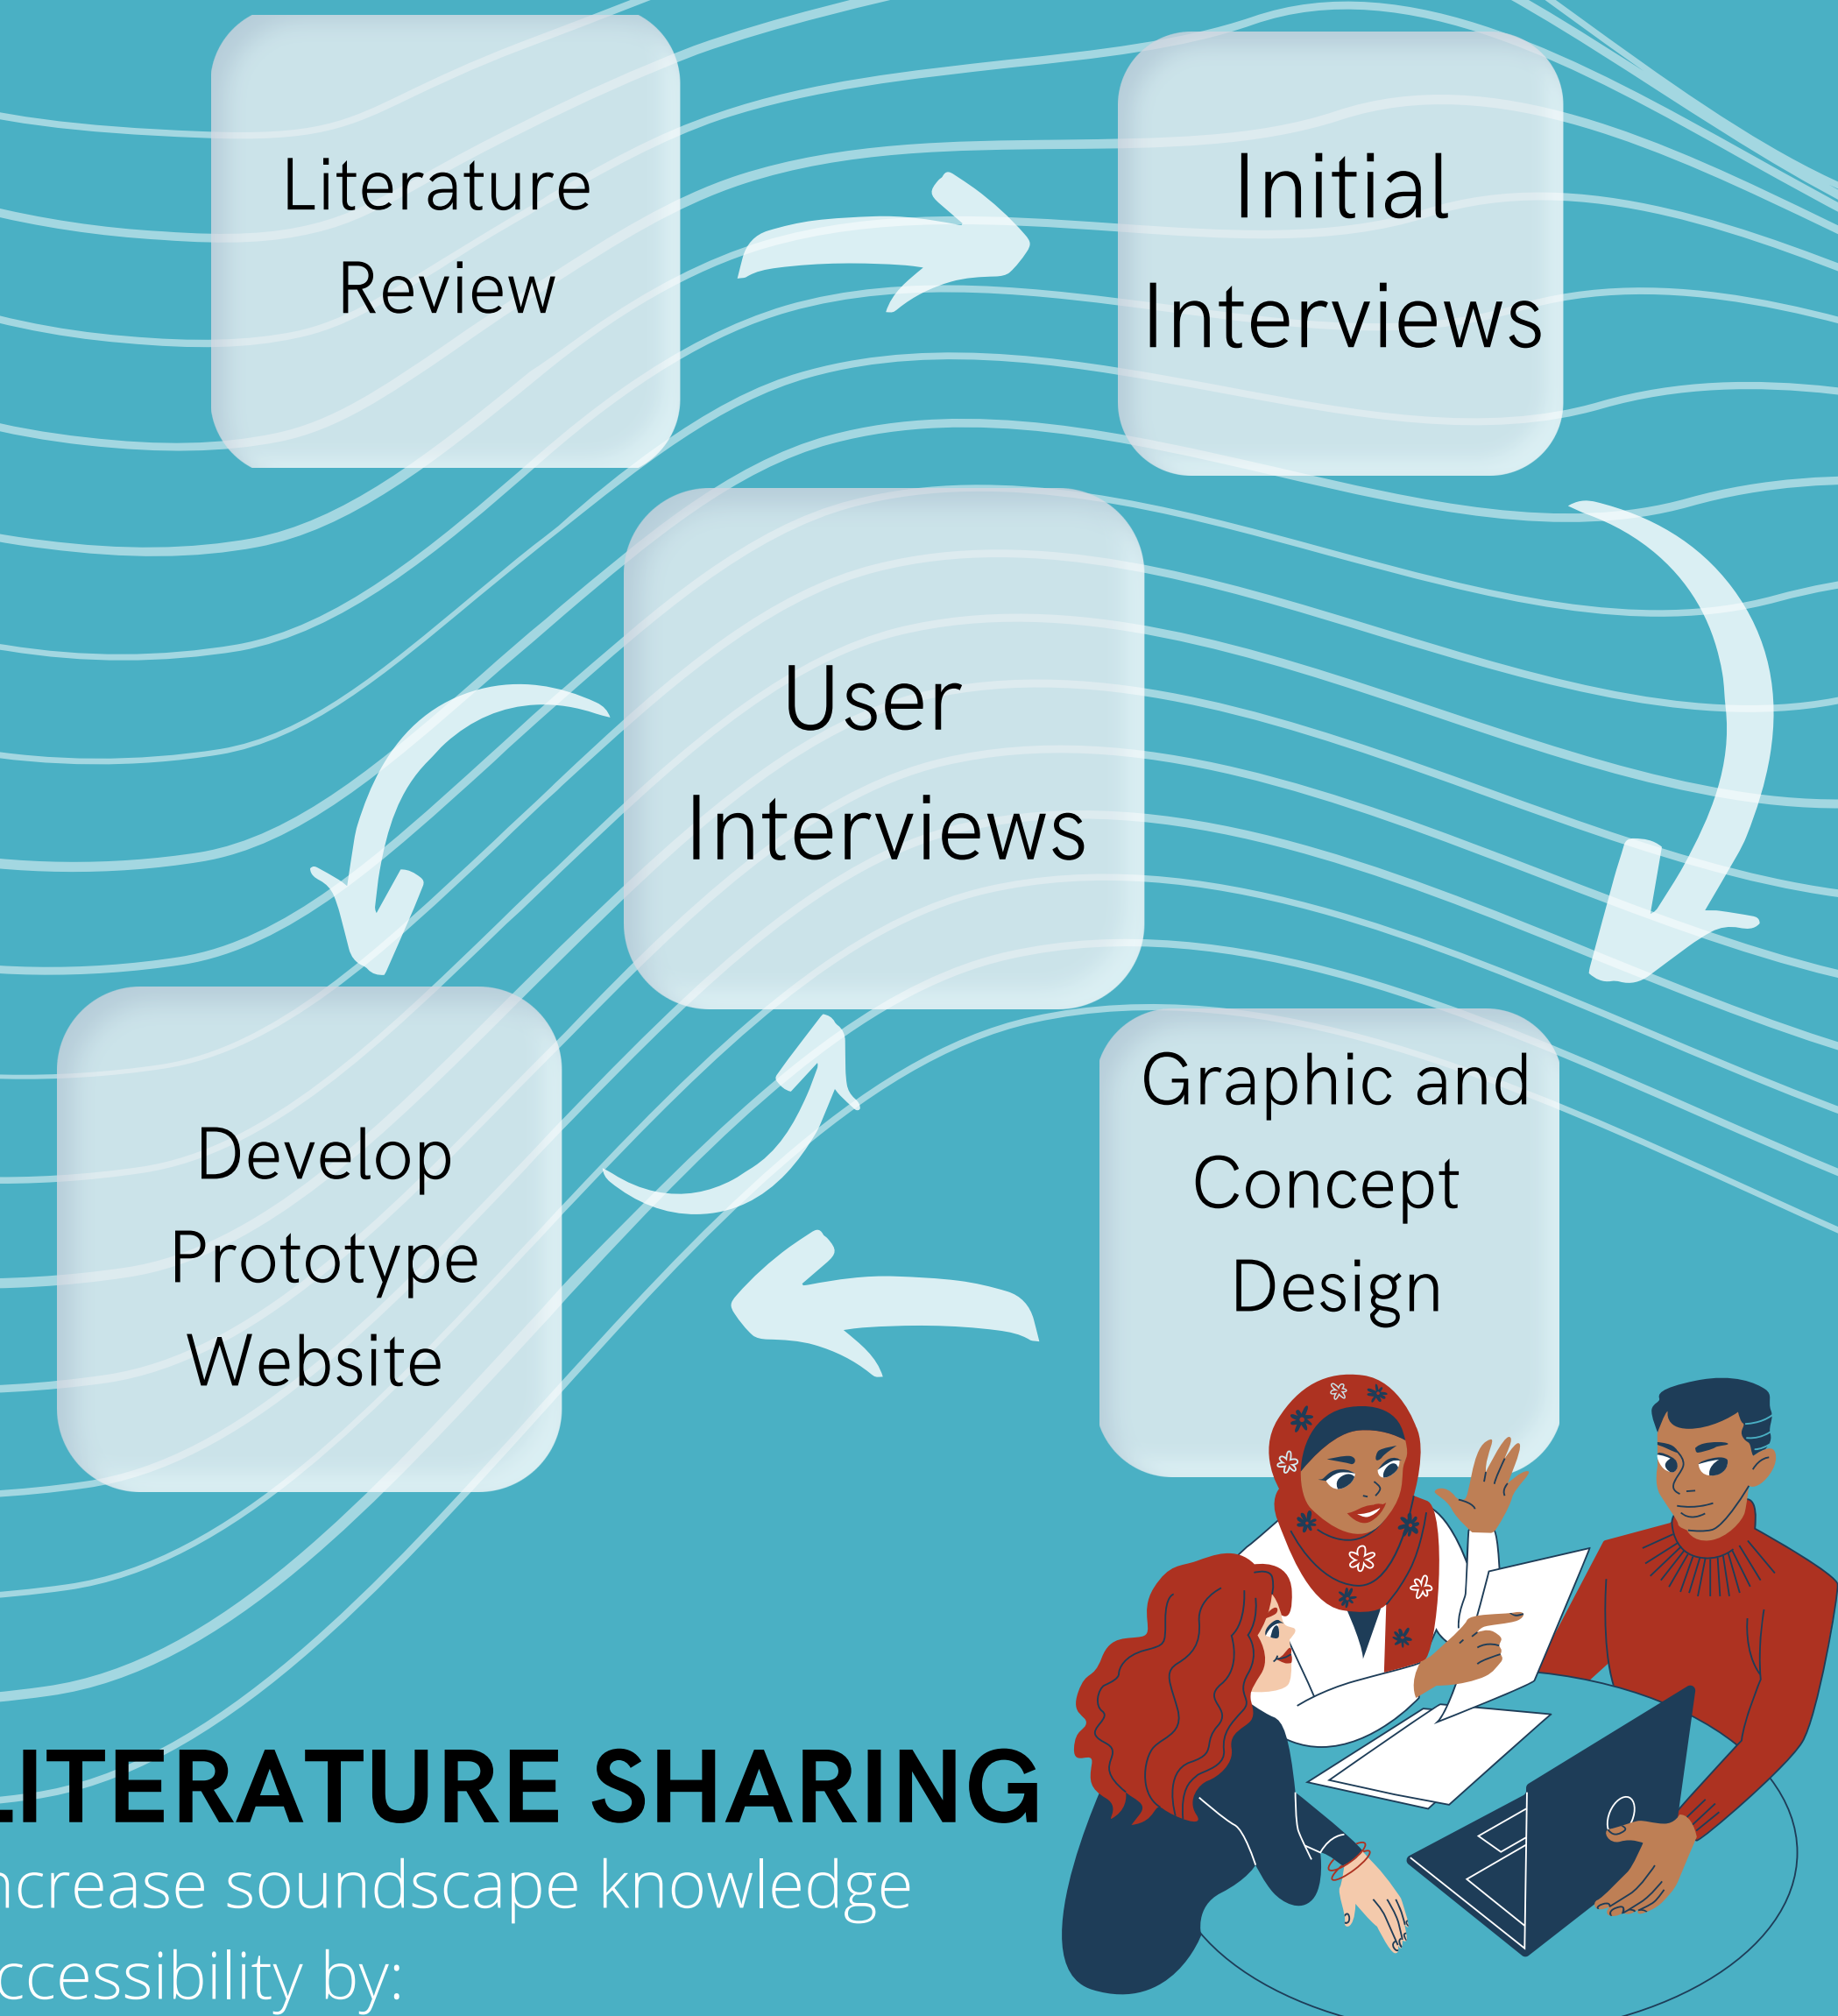 Literature
Review
Initial
Interviews
User
Interviews
Develop
Prototype
Website
Graphic and
Concept
Design
LITERATURE SHARING
ncrease soundscape knowledge
ccessibility by: